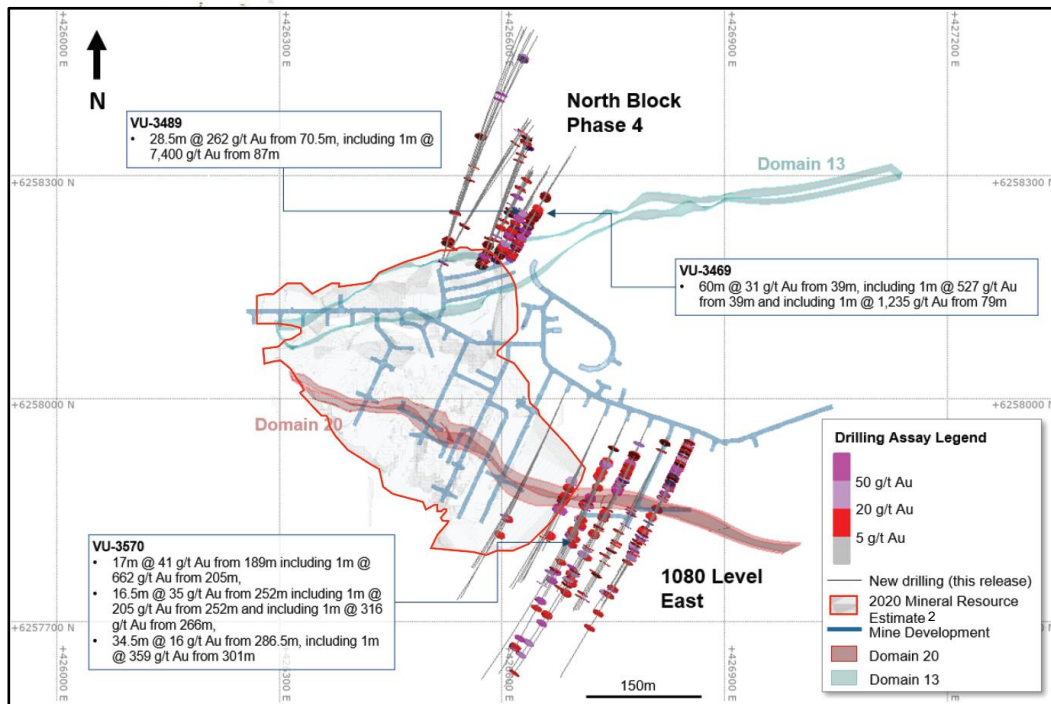 +426000 E
+426300 E
+426600 E
+426900 E
+427200 E
N
North Block
Phase 4
VU-3489
• 28.5m @ 262 g/t Au from 70.5m, including 1m @
7,400 g/t Au from 87m
Domain 13
+6258300 N
+6258300 N
VU-3469
• 60m @ 31 g/t Au from 39m, including 1m @ 527 g/t Au
from 39m and including 1m @ 1,235 g/t Au from 79m
+6258000 N
+6258000 N
Domain 20
Drilling Assay Legend
50 g/t Au
20 g/t Au
5 g/t Au
New drilling (this release)
2020 Mineral Resource
Estimate 2
Mine Development
Domain 20
Domain 13
VU-3570
• 17m @ 41 g/t Au from 189m including 1m @
662 g/t Au from 205m,
• 16.5m @ 35 g/t Au from 252m including 1m @
205 g/t Au from 252m and including 1m @ 316
g/t Au from 266m,
• 34.5m @ 16 g/t Au from 286.5m, including 1m
@ 359 g/t Au from 301m
1080 Level
East
+6257700 N
150m
+426000 E
+426300 E
+426600 E
+426900 E
+427200 E